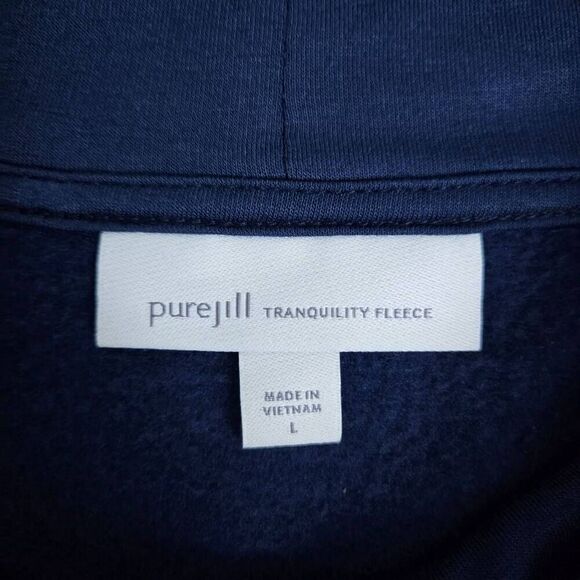 purejill TRANQUILITY FLEECE
MADE IN
VIETNAM
L